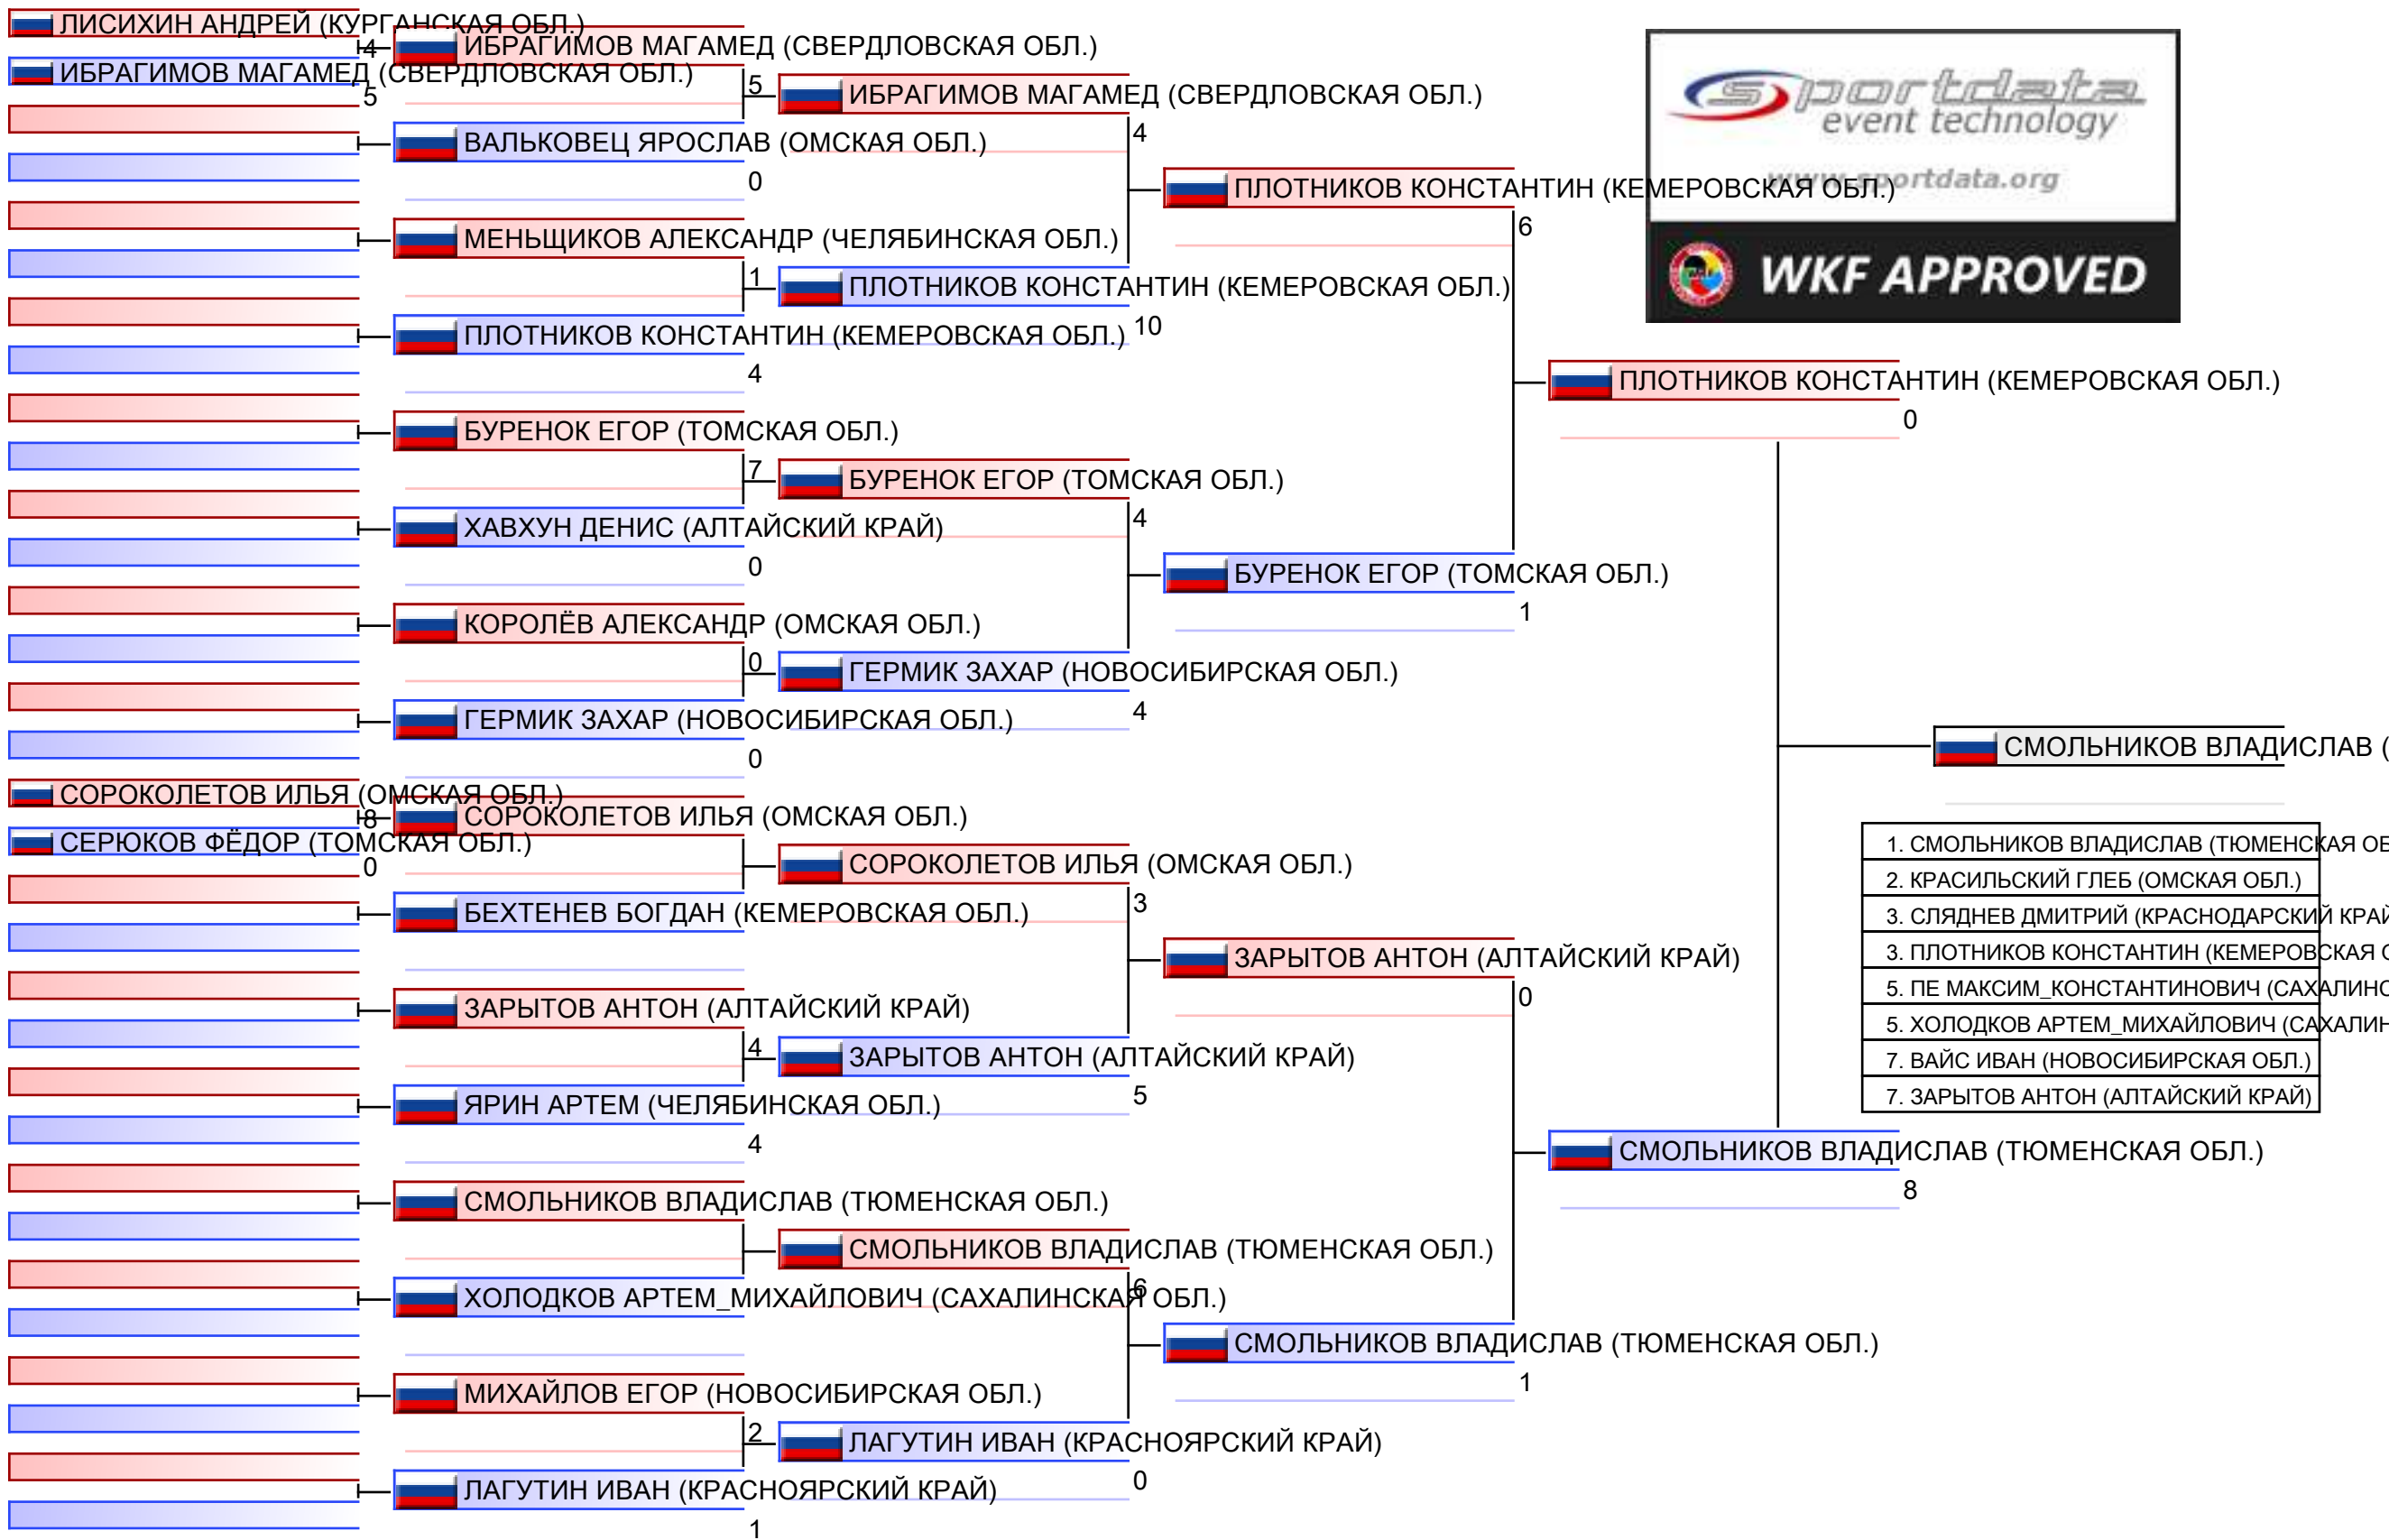 ЛИСИХИН АНДРЕЙ (КУРГАНСКАЯ ОБЛ.)
4
ИБРАГИМОВ МАГАМЕД (СВЕРДЛОВСКАЯ ОБЛ.)
5
СОРОКОЛЕТОВ ИЛЬЯ (ОМСКАЯ ОБЛ.)
8
СЕРЮКОВ ФЁДОР (ТОМСКАЯ ОБЛ.)
0
ИБРАГИМОВ МАГАМЕД (СВЕРДЛОВСКАЯ ОБЛ.)
5
ВАЛЬКОВЕЦ ЯРОСЛАВ (ОМСКАЯ ОБЛ.)
0
МЕНЬЩИКОВ АЛЕКСАНДР (ЧЕЛЯБИНСКАЯ ОБЛ.)
1
ПЛОТНИКОВ КОНСТАНТИН (КЕМЕРОВСКАЯ ОБЛ.)
4
БУРЕНОК ЕГОР (ТОМСКАЯ ОБЛ.)
7
ХАВХУН ДЕНИС (АЛТАЙСКИЙ КРАЙ)
0
КОРОЛЁВ АЛЕКСАНДР (ОМСКАЯ ОБЛ.)
0
ГЕРМИК ЗАХАР (НОВОСИБИРСКАЯ ОБЛ.)
0
СОРОКОЛЕТОВ ИЛЬЯ (ОМСКАЯ ОБЛ.)
БЕХТЕНЕВ БОГДАН (КЕМЕРОВСКАЯ ОБЛ.)
ЗАРЫТОВ АНТОН (АЛТАЙСКИЙ КРАЙ)
4
ЯРИН АРТЕМ (ЧЕЛЯБИНСКАЯ ОБЛ.)
4
СМОЛЬНИКОВ ВЛАДИСЛАВ (ТЮМЕНСКАЯ ОБЛ.)
ХОЛОДКОВ АРТЕМ_МИХАЙЛОВИЧ (САХАЛИНСКАЯ ОБЛ.)
МИХАЙЛОВ ЕГОР (НОВОСИБИРСКАЯ ОБЛ.)
2
ЛАГУТИН ИВАН (КРАСНОЯРСКИЙ КРАЙ)
1
ИБРАГИМОВ МАГАМЕД (СВЕРДЛОВСКАЯ ОБЛ.)
4
ПЛОТНИКОВ КОНСТАНТИН (КЕМЕРОВСКАЯ ОБЛ.)
10
БУРЕНОК ЕГОР (ТОМСКАЯ ОБЛ.)
4
ГЕРМИК ЗАХАР (НОВОСИБИРСКАЯ ОБЛ.)
4
СОРОКОЛЕТОВ ИЛЬЯ (ОМСКАЯ ОБЛ.)
3
ЗАРЫТОВ АНТОН (АЛТАЙСКИЙ КРАЙ)
5
СМОЛЬНИКОВ ВЛАДИСЛАВ (ТЮМЕНСКАЯ ОБЛ.)
6
ЛАГУТИН ИВАН (КРАСНОЯРСКИЙ КРАЙ)
0
ПЛОТНИКОВ КОНСТАНТИН (КЕМЕРОВСКАЯ ОБЛ.)
6
БУРЕНОК ЕГОР (ТОМСКАЯ ОБЛ.)
1
ЗАРЫТОВ АНТОН (АЛТАЙСКИЙ КРАЙ)
0
СМОЛЬНИКОВ ВЛАДИСЛАВ (ТЮМЕНСКАЯ ОБЛ.)
1
ПЛОТНИКОВ КОНСТАНТИН (КЕМЕРОВСКАЯ ОБЛ.)
0
СМОЛЬНИКОВ ВЛАДИСЛАВ (ТЮМЕНСКАЯ ОБЛ.)
8
sportdata
event technology
www.sportdata.org
WKF APPROVED
СМОЛЬНИКОВ ВЛАДИСЛАВ (
1. СМОЛЬНИКОВ ВЛАДИСЛАВ (ТЮМЕНСКАЯ ОБ
2. КРАСИЛЬСКИЙ ГЛЕБ (ОМСКАЯ ОБЛ.)
3. СЛЯДНЕВ ДМИТРИЙ (КРАСНОДАРСКИЙ КРАЙ
3. ПЛОТНИКОВ КОНСТАНТИН (КЕМЕРОВСКАЯ О
5. ПЕ МАКСИМ_КОНСТАНТИНОВИЧ (САХАЛИНС
5. ХОЛОДКОВ АРТЕМ_МИХАЙЛОВИЧ (САХАЛИН
7. ВАЙС ИВАН (НОВОСИБИРСКАЯ ОБЛ.)
7. ЗАРЫТОВ АНТОН (АЛТАЙСКИЙ КРАЙ)